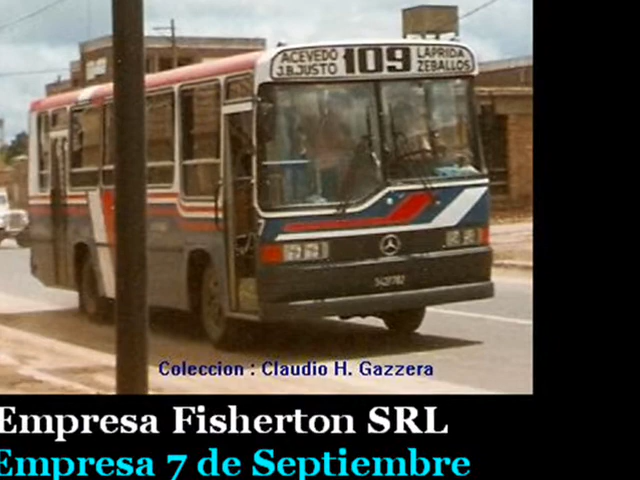 ACEVEDO 109 LAPRIDA
J.B.JUSTO ZEBALLOS
Coleccion : Claudio H. Gazzera
Empresa Fisherton SRL
Empresa 7 de Septiembre